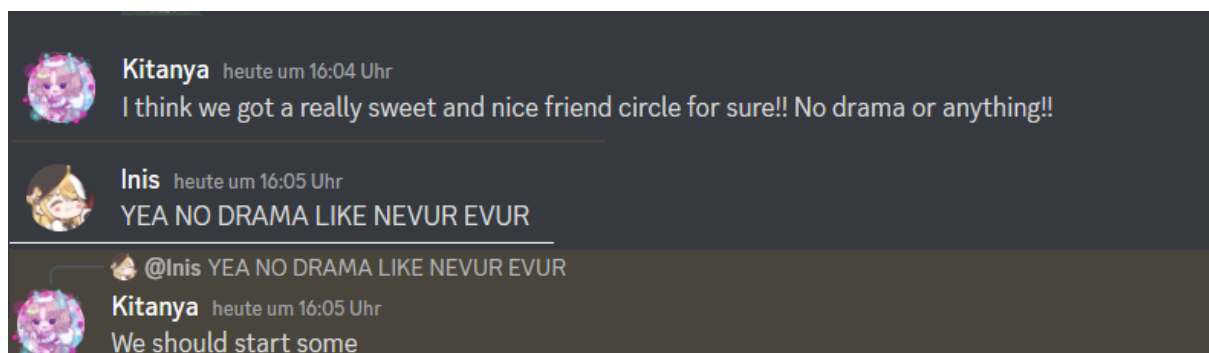 Kitanya heute um 16:04 Uhr
I think we got a really sweet and nice friend circle for sure!! No drama or anything!!
Inis heute um 16:05 Uhr
YEA NO DRAMA LIKE NEVUR EVUR
@Inis YEA NO DRAMA LIKE NEVUR EVUR
Kitanya heute um 16:05 Uhr
We should start some